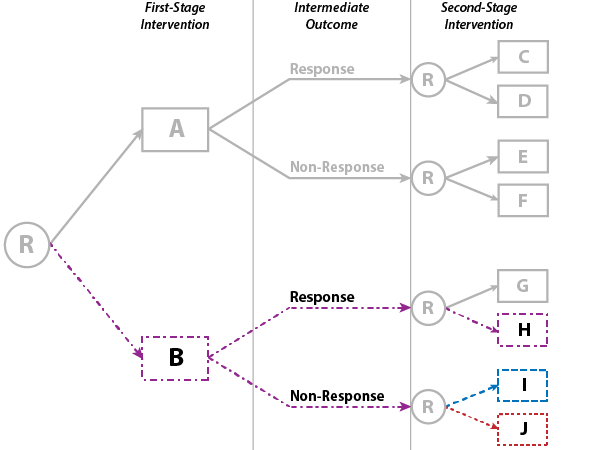 First-Stage
Intervention
Intermediate
Outcome
Second-Stage
Intervention
Response
R
C
D
A
Non-Response
R
E
F
R
Response
R
G
H
B
Non-Response
R
I
J